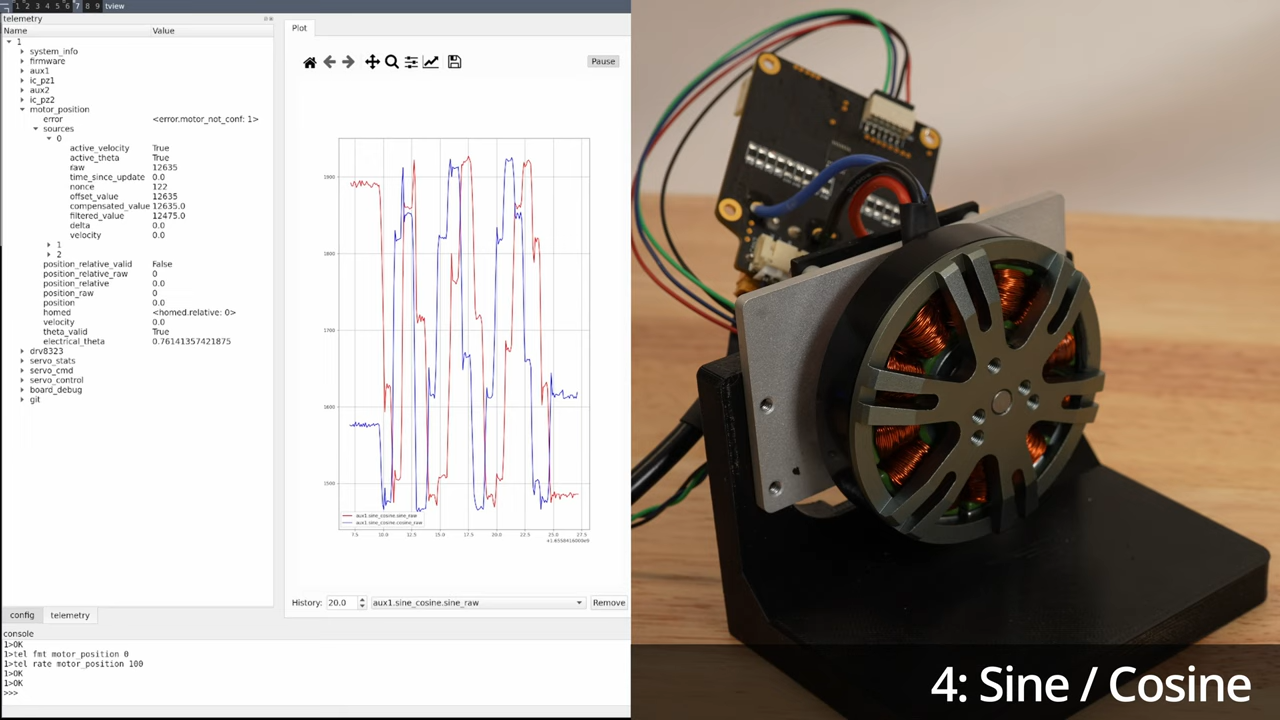 1 2 3 4 5 6 7 8 9 tview
telemetry
Name Value
1
system_info
firmware
aux1
ic_pz1
aux2
ic_pz2
motor_position
error <error.motor_not_conf: 1>
sources
0
active_velocity True
active_theta True
raw 12635
time_since_update 0.0
nonce 122
offset_value 12635
compensated_value 12635.0
filtered_value 12475.0
delta 0.0
velocity 0.0
1
2
position_relative_valid False
position_relative_raw 0
position_relative 0.0
position_raw 0
position 0.0
homed <homed.relative: 0>
velocity 0.0
theta_valid True
electrical_theta 0.76141357421875
drv8323
servo_stats
servo_cmd
servo_control
board_debug
git
config telemetry
console
1>OK
1>tel fmt motor_position 0
1>tel rate motor_position 100
1>OK
1>OK
>>>
Plot
Pause
1900
1800
1700
1600
1500
aux1.sine_cosine.sine_raw
aux1.sine_cosine.cosine_raw
7.5 10.0 12.5 15.0 17.5 20.0 22.5 25.0 27.5
History: 20.0 aux1.sine_cosine.sine_raw Remove
4: Sine / Cosine